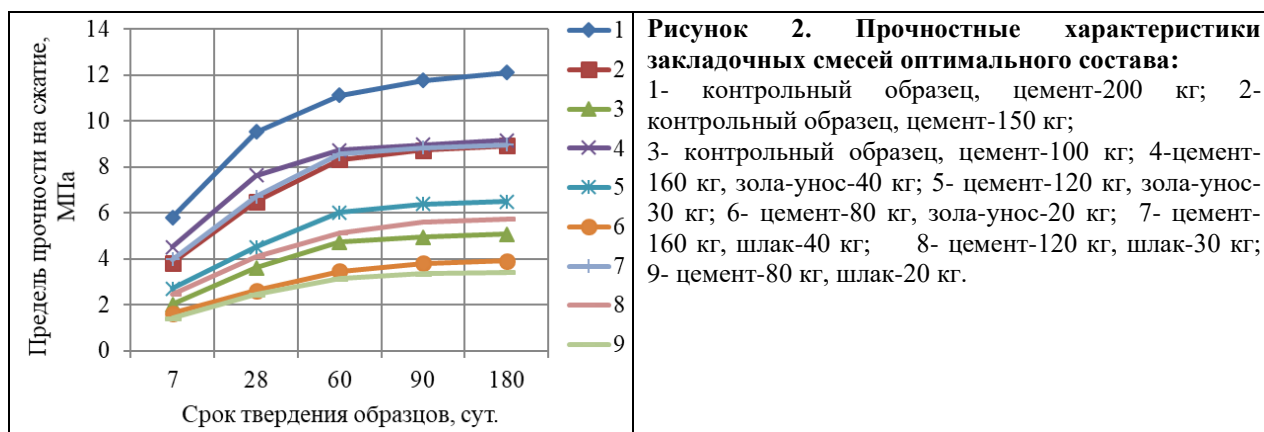 Предель прочности на сжатие,
МПа
14
12
10
8
6
4
2
0
7 28 60 90 180
Срок твердения образцов, сут.
1
2
3
4
5
6
7
8
9
Рисунок 2. Прочностные характеристики
закладочных смесей оптимального состава:
1- контрольный образец, цемент-200 кг; 2-
контрольный образец, цемент-150 кг;
3- контрольный образец, цемент-100 кг; 4-цемент-
160 кг, зола-унос-40 кг; 5- цемент-120 кг, зола-унос-
30 кг; 6- цемент-80 кг, зола-унос-20 кг; 7- цемент-
160 кг, шлак-40 кг; 8- цемент-120 кг, шлак-30 кг;
9- цемент-80 кг, шлак-20 кг.